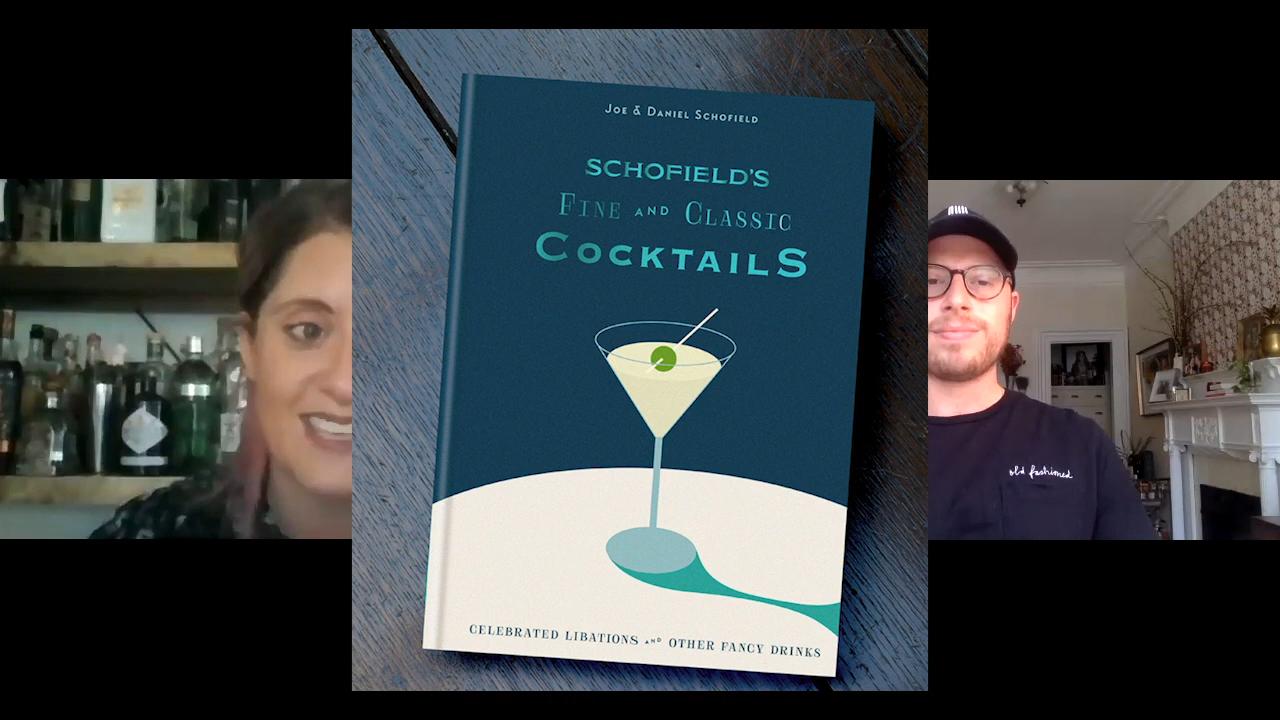 Joe & Daniel Schofield
SCHOFIELD'S
Fine and Classic
Cocktails
CELEBRATED LIBATIONS AND OTHER FANCY DRINKS
old fashioned